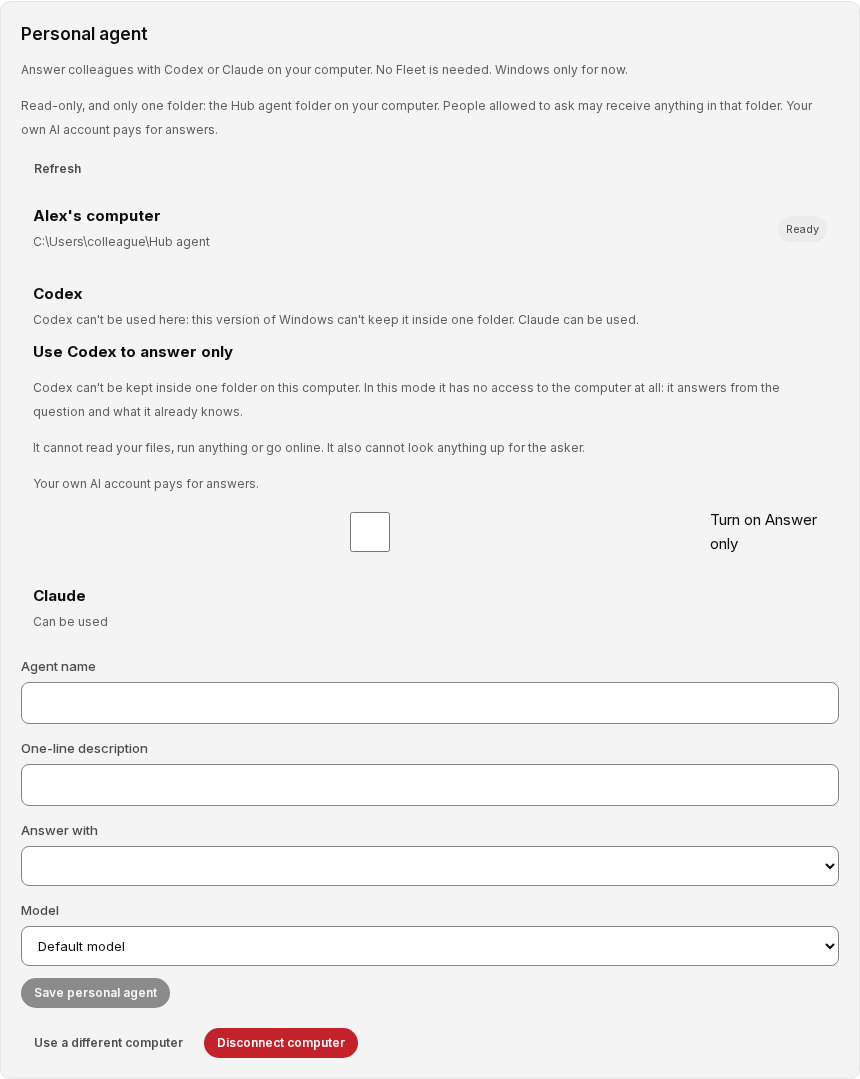 Personal agent
Answer colleagues with Codex or Claude on your computer. No Fleet is needed. Windows only for now.
Read-only, and only one folder: the Hub agent folder on your computer. People allowed to ask may receive anything in that folder. Your
own AI account pays for answers.
Refresh
Alex's computer
C:\Users\colleague\Hub agent
Ready
Codex
Codex can't be used here: this version of Windows can't keep it inside one folder. Claude can be used.
Use Codex to answer only
Codex can't be kept inside one folder on this computer. In this mode it has no access to the computer at all: it answers from the
question and what it already knows.
It cannot read your files, run anything or go online. It also cannot look anything up for the asker.
Your own AI account pays for answers.
Turn on Answer
only
Claude
Can be used
Agent name
One-line description
Answer with
Model
Default model
Save personal agent
Use a different computer
Disconnect computer